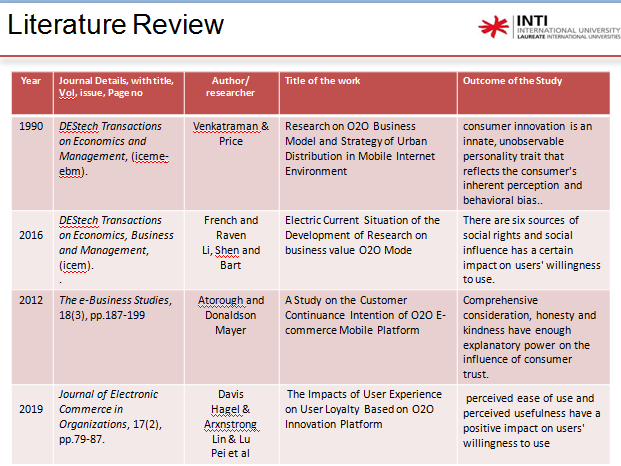 Literature Review
INTI
INTERNATIONAL UNIVERSITY
LAUREATE INTERNATIONAL UNIVERSITIES
Year
Journal Details, with title,
Vol, issue, Page no
Author/
researcher
Title of the work
Outcome of the Study
1990
DEStech Transactions
on Economics and
Management, (iceme-
ebm).
Venkatraman &
Price
Research on O2O Business
Model and Strategy of Urban
Distribution in Mobile Internet
Environment
consumer innovation is an
innate, unobservable
personality trait that
reflects the consumer's
inherent perception and
behavioral bias..
2016
DEStech Transactions
on Economics, Business
and Management,
(icem).
.
French and
Raven
Li, Shen and
Bart
Electric Current Situation of the
Development of Research on
business value O2O Mode
There are six sources of
social rights and social
influence has a certain
impact on users' willingness
to use.
2012
The e-Business Studies,
18(3), pp.187-199
Atorough and
Donaldson
Mayer
A Study on the Customer
Continuance Intention of O2O E-
commerce Mobile Platform
Comprehensive
consideration, honesty and
kindness have enough
explanatory power on the
influence of consumer
trust.
2019
Journal of Electronic
Commerce in
Organizations, 17(2),
pp.79-87.
Davis
Hagel &
Arxnstrong
Lin & Lu
Pei et al
The Impacts of User Experience
on User Loyalty Based on O2O
Innovation Platform
perceived ease of use and
perceived usefulness have a
positive impact on users'
willingness to use